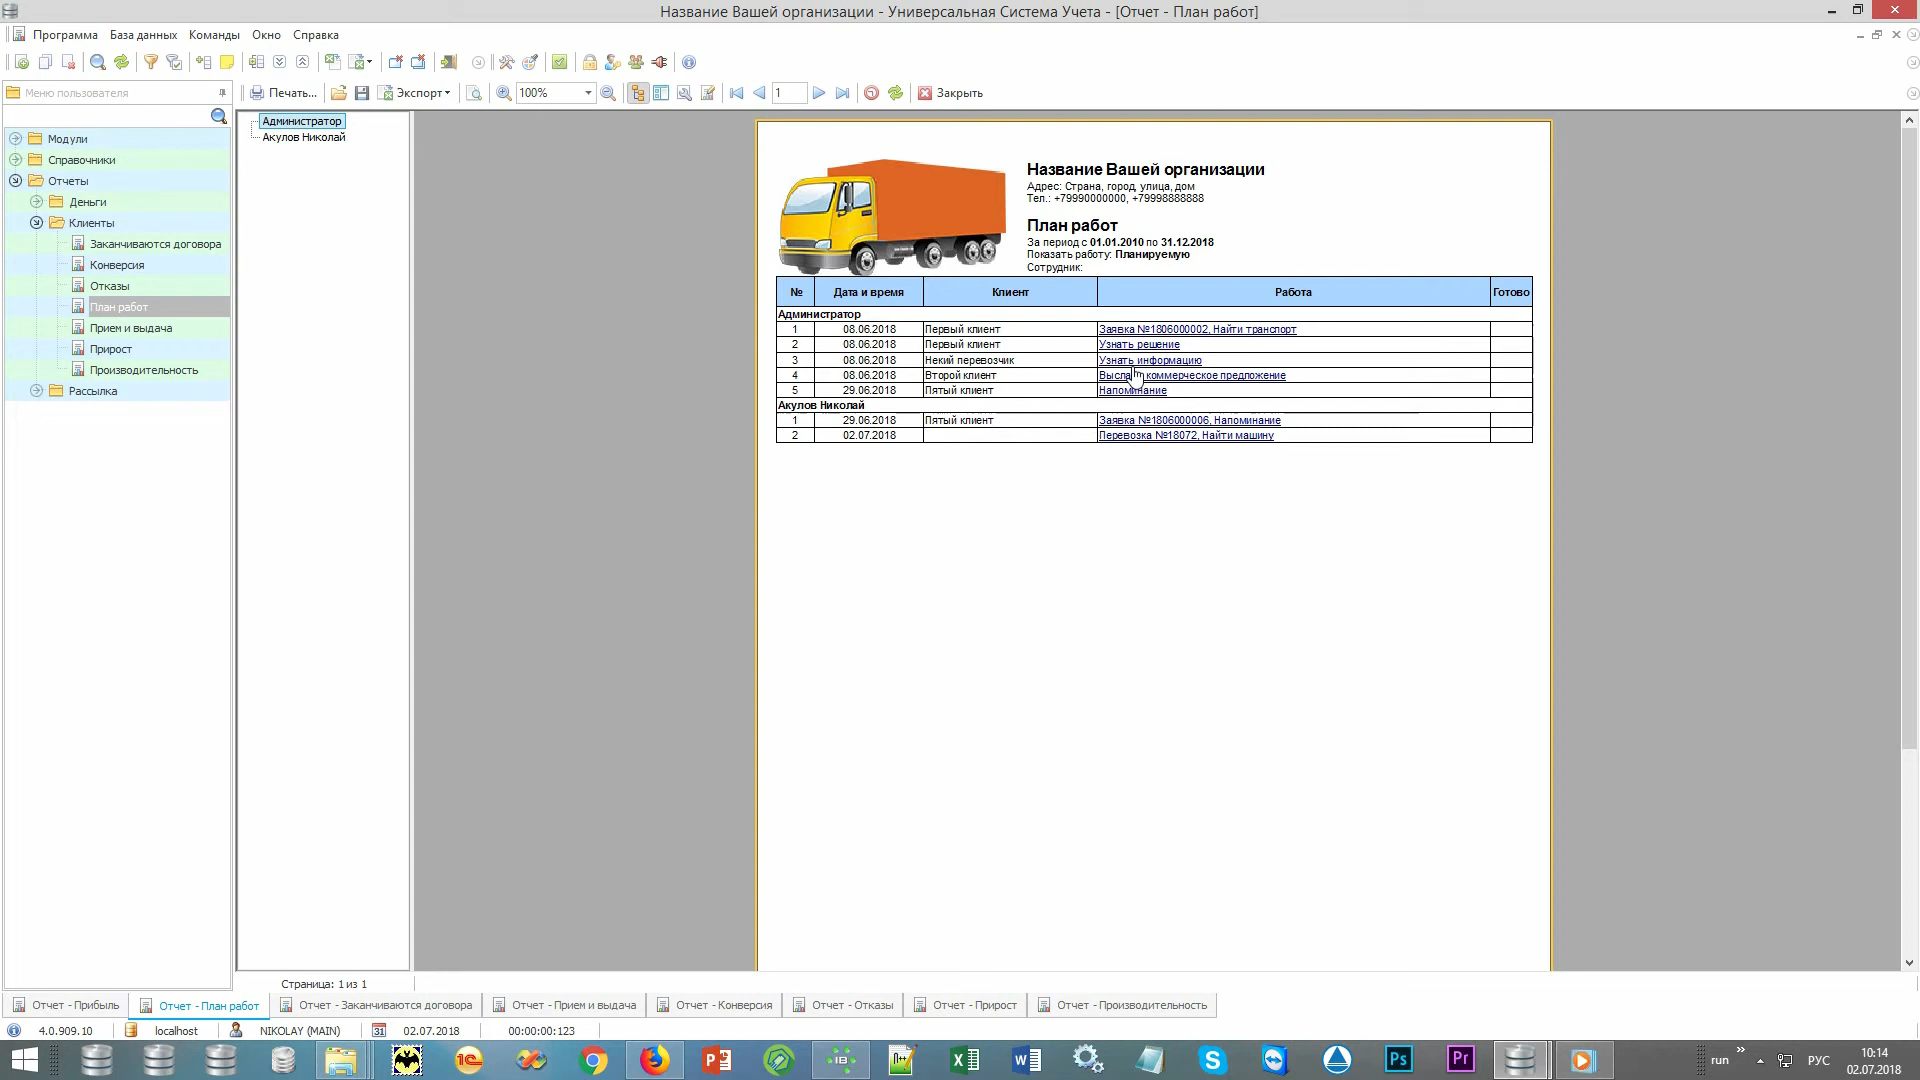 Название Вашей организации - Универсальная Система Учета - [Отчет - План работ]
Программа База данных Команды Окно Справка
Меню пользователя
Печать... Экспорт 100% 1 Закрыть
Модули
Справочники
Отчеты
Деньги
Клиенты
Заканчиваются договора
Конверсия
Отказы
План работ
Прием и выдача
Прирост
Производительность
Рассылка
Администратор
Акулов Николай
Название Вашей организации
Адрес: Страна, город, улица, дом
Тел.: +79990000000, +79998888888
План работ
За период с 01.01.2010 по 31.12.2018
Показать работу: Планируемую
Сотрудник:
№ Дата и время Клиент Работа Готово
Администратор
1 08.06.2018 Первый клиент Заявка №1806000002, Найти транспорт
2 08.06.2018 Первый клиент Узнать решение
3 08.06.2018 Некий перевозчик Узнать информацию
4 08.06.2018 Второй клиент Выслать коммерческое предложение
5 29.06.2018 Пятый клиент Напоминание
Акулов Николай
1 29.06.2018 Пятый клиент Заявка №1806000006, Напоминание
2 02.07.2018 Перевозка №18072, Найти машину
Страница: 1 из 1
Отчет - Прибыль Отчет - План работ Отчет - Заканчиваются договора Отчет - Прием и выдача Отчет - Конверсия Отчет - Отказы Отчет - Прирост Отчет - Производительность
4.0.909.10 localhost NIKOLAY (MAIN) 31 02.07.2018 00:00:00:123
run РУС 10:14
02.07.2018